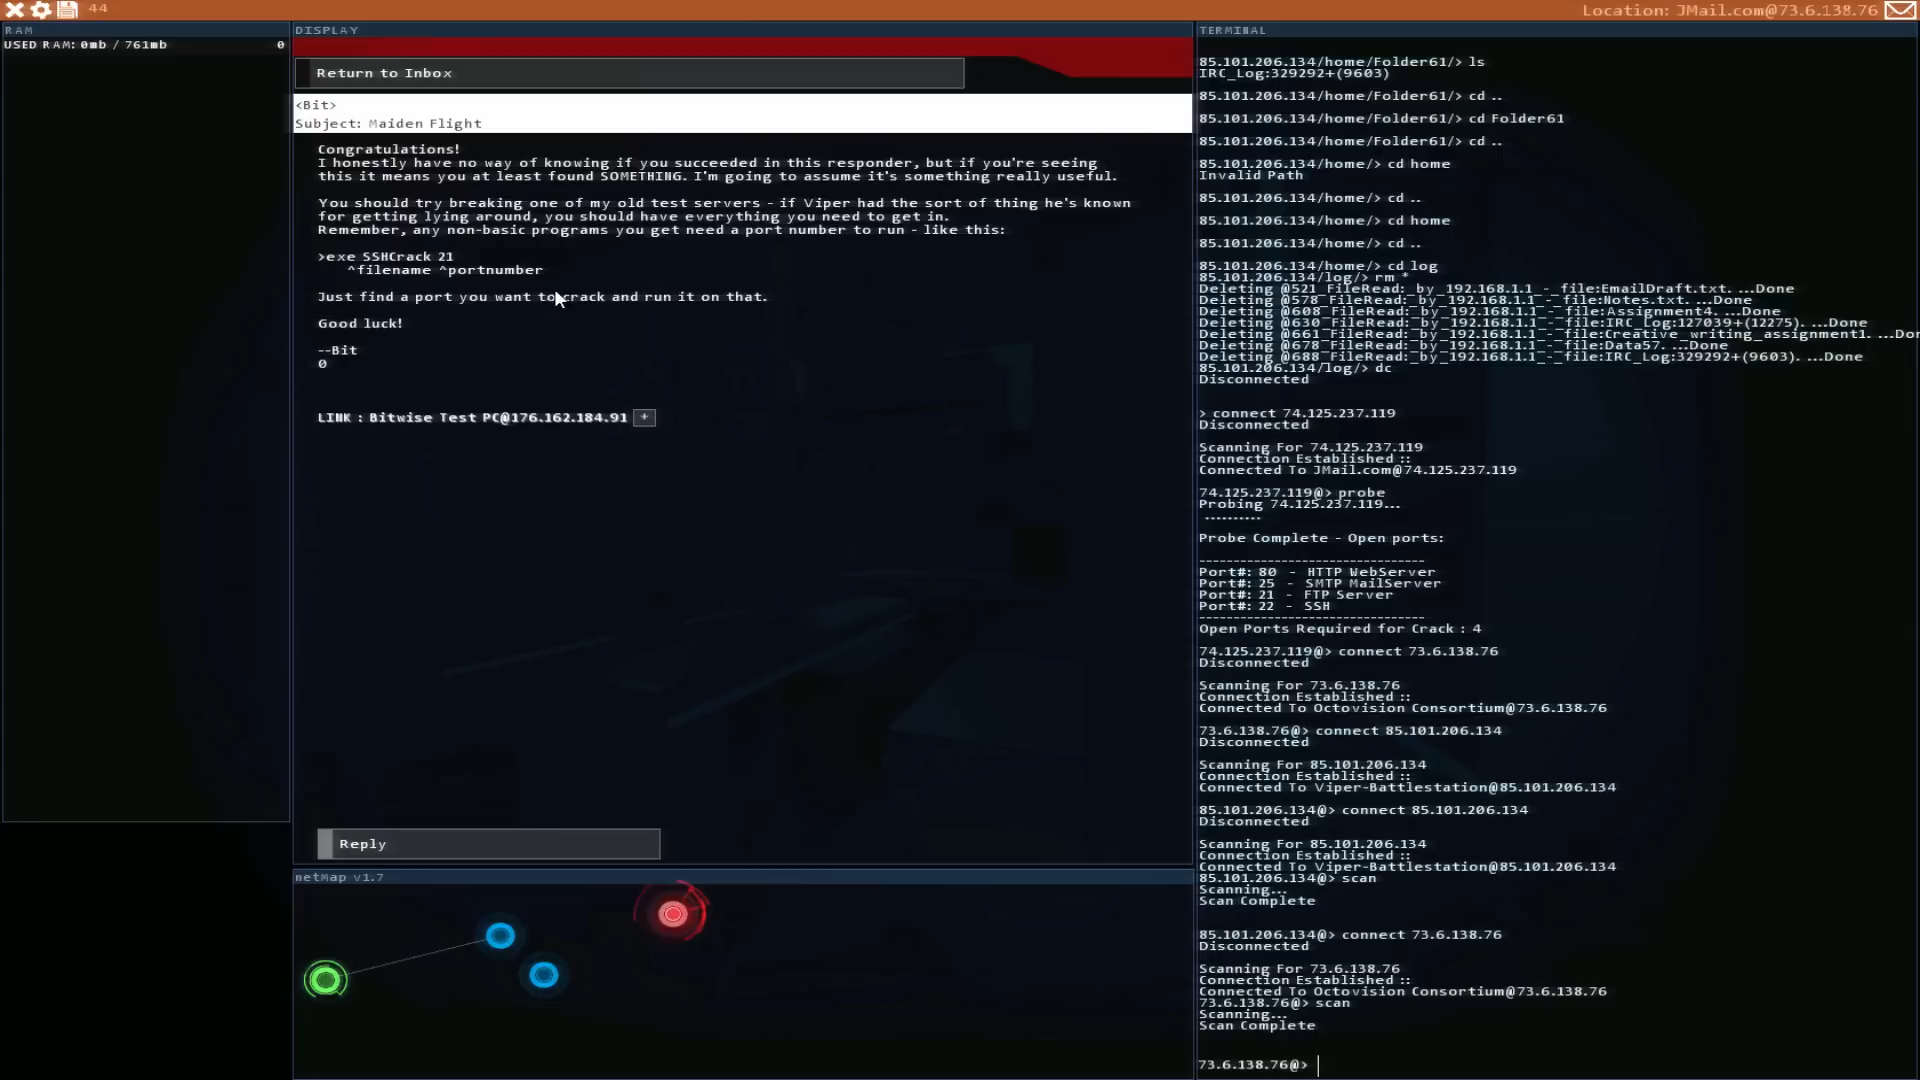 44
Location: JMail.com@73.6.138.76
RAM
USED RAM: 0mb / 761mb 0
DISPLAY
Return to Inbox
<Bit>
Subject: Maiden Flight
Congratulations!
I honestly have no way of knowing if you succeeded in this responder, but if you're seeing
this it means you at least found SOMETHING. I'm going to assume it's something really useful.
You should try breaking one of my old test servers - if Viper had the sort of thing he's known
for getting lying around, you should have everything you need to get in.
Remember, any non-basic programs you get need a port number to run - like this:
>exe SSHCrack 21
^filename ^portnumber
Just find a port you want to crack and run it on that.
Good luck!
--Bit
0
LINK : Bitwise Test PC@176.162.184.91 +
Reply
netMap v1.7
TERMINAL
85.101.206.134/home/Folder61/> ls
IRC_Log:329292+(9603)
85.101.206.134/home/Folder61/> cd ..
85.101.206.134/home/Folder61/> cd Folder61
85.101.206.134/home/Folder61/> cd ..
85.101.206.134/home/> cd home
Invalid Path
85.101.206.134/home/> cd ..
85.101.206.134/home/> cd home
85.101.206.134/home/> cd ..
85.101.206.134/home/> cd log
85.101.206.134/log/> rm *
Deleting @521_FileRead:_by_192.168.1.1_-_file:EmailDraft.txt. ...Done
Deleting @578_FileRead:_by_192.168.1.1_-_file:Notes.txt. ...Done
Deleting @608_FileRead:_by_192.168.1.1_-_file:Assignment4. ...Done
Deleting @630_FileRead:_by_192.168.1.1_-_file:IRC_Log:127039+(12275). ...Done
Deleting @661_FileRead:_by_192.168.1.1_-_file:Creative_writing_assignment1. ...Don
Deleting @678_FileRead:_by_192.168.1.1_-_file:Data57. ...Done
Deleting @688_FileRead:_by_192.168.1.1_-_file:IRC_Log:329292+(9603). ...Done
85.101.206.134/log/> dc
Disconnected
> connect 74.125.237.119
Disconnected
Scanning For 74.125.237.119
Connection Established ::
Connected To JMail.com@74.125.237.119
74.125.237.119@> probe
Probing 74.125.237.119...
----------
Probe Complete - Open ports:
---------------------------------
Port#: 80 - HTTP WebServer
Port#: 25 - SMTP MailServer
Port#: 21 - FTP Server
Port#: 22 - SSH
---------------------------------
Open Ports Required for Crack : 4
74.125.237.119@> connect 73.6.138.76
Disconnected
Scanning For 73.6.138.76
Connection Established ::
Connected To Octovision Consortium@73.6.138.76
73.6.138.76@> connect 85.101.206.134
Disconnected
Scanning For 85.101.206.134
Connection Established ::
Connected To Viper-Battlestation@85.101.206.134
85.101.206.134@> connect 85.101.206.134
Disconnected
Scanning For 85.101.206.134
Connection Established ::
Connected To Viper-Battlestation@85.101.206.134
85.101.206.134@> scan
Scanning...
Scan Complete
85.101.206.134@> connect 73.6.138.76
Disconnected
Scanning For 73.6.138.76
Connection Established ::
Connected To Octovision Consortium@73.6.138.76
73.6.138.76@> scan
Scanning...
Scan Complete
73.6.138.76@>